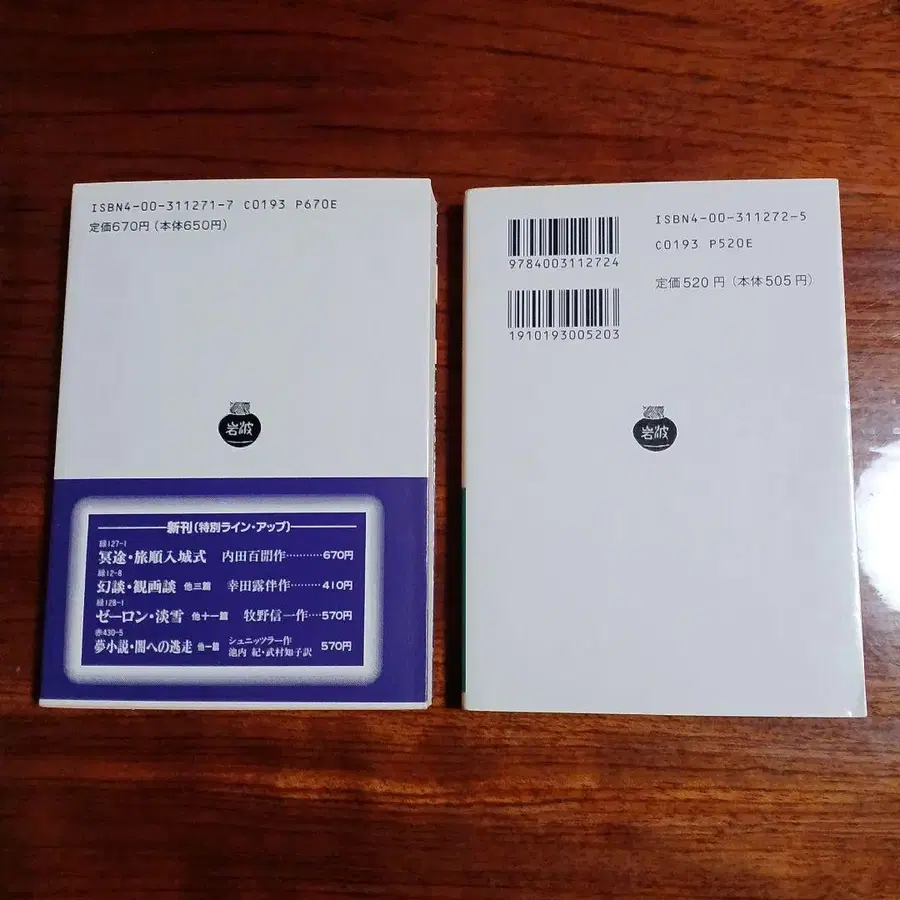 ISBN4-00-311271-7 C0193 P670E
定価670円(本体650円)
岩波
新刊〔特別ライン・アップ〕
緑127-1
冥途・旅順入城式 内田百閒作…………670円
緑12-8
幻談・観画談 他三篇 幸田露伴作………410円
緑128-1
ゼーロン・淡雪 他十一篇 牧野信一作…570円
赤430-5
夢小説・闇への逃走 他一篇 シュニッツラー作
池内 紀・武村知子訳 570円
9784003112724
1910193005203
ISBN4-00-311272-5
C0193 P520E
定価520円(本体505円)
岩波